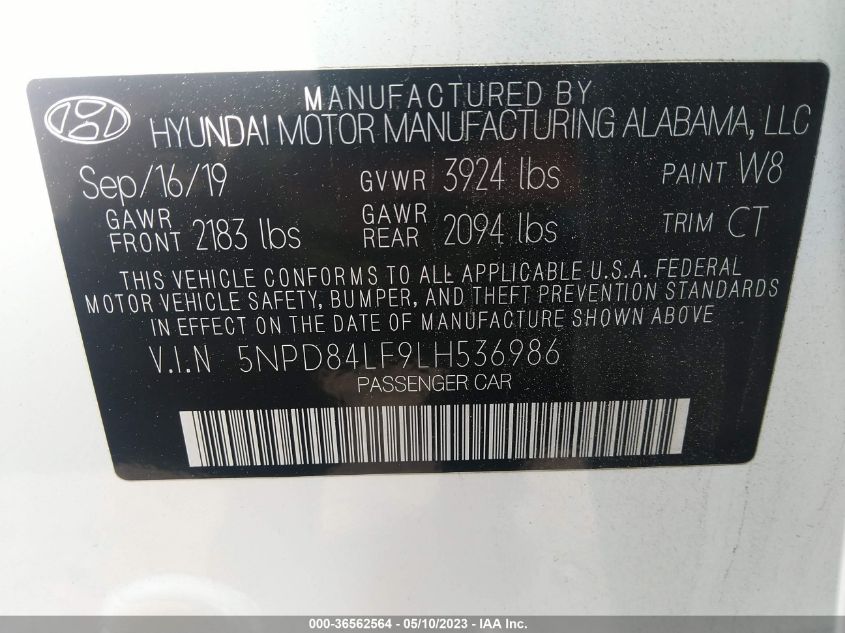 MANUFACTURED BY
HYUNDAI MOTOR MANUFACTURING ALABAMA, LLC
Sep/16/19 GVWR 3924 lbs PAINT W8
GAWR FRONT 2183 lbs GAWR REAR 2094 lbs TRIM CT
THIS VEHICLE CONFORMS TO ALL APPLICABLE U.S.A. FEDERAL
MOTOR VEHICLE SAFETY, BUMPER, AND THEFT PREVENTION STANDARDS
IN EFFECT ON THE DATE OF MANUFACTURE SHOWN ABOVE
V.I.N 5NPD84LF9LH536986
PASSENGER CAR
000-36562564 - 05/10/2023 - IAA Inc.